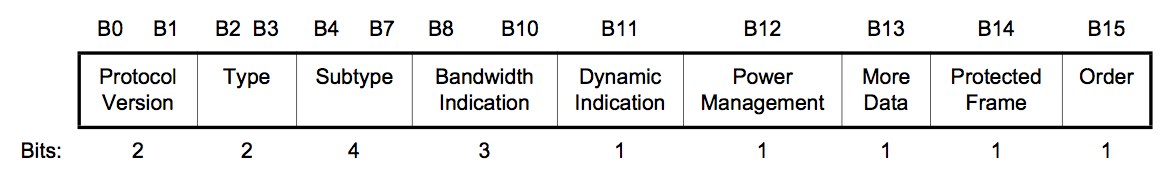 B0 B1 B2 B3 B4 B7 B8 B10 B11 B12 B13 B14 B15
Protocol Type Subtype Bandwidth Dynamic Power More Protected Order
Version Indication Indication Management Data Frame
Bits: 2 2 4 3 1 1 1 1 1